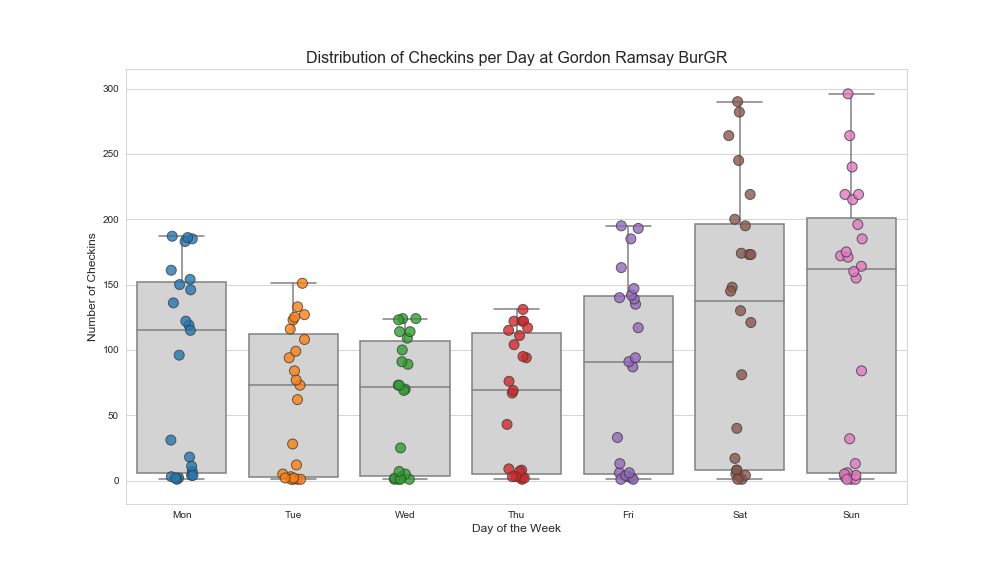 Distribution of Checkins per Day at Gordon Ramsay BurGR
Number of Checkins
300
250
200
150
100
50
0
Mon Tue Wed Thu Fri Sat Sun
Day of the Week